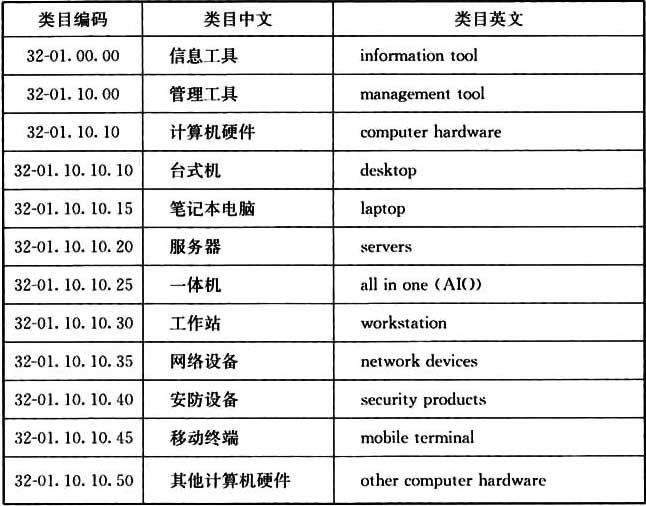 类目编码 类目中文 类目英文
32-01.00.00 信息工具 information tool
32-01.10.00 管理工具 management tool
32-01.10.10 计算机硬件 computer hardware
32-01.10.10.10 台式机 desktop
32-01.10.10.15 笔记本电脑 laptop
32-01.10.10.20 服务器 servers
32-01.10.10.25 一体机 all in one (AIO)
32-01.10.10.30 工作站 workstation
32-01.10.10.35 网络设备 network devices
32-01.10.10.40 安防设备 security products
32-01.10.10.45 移动终端 mobile terminal
32-01.10.10.50 其他计算机硬件 other computer hardware